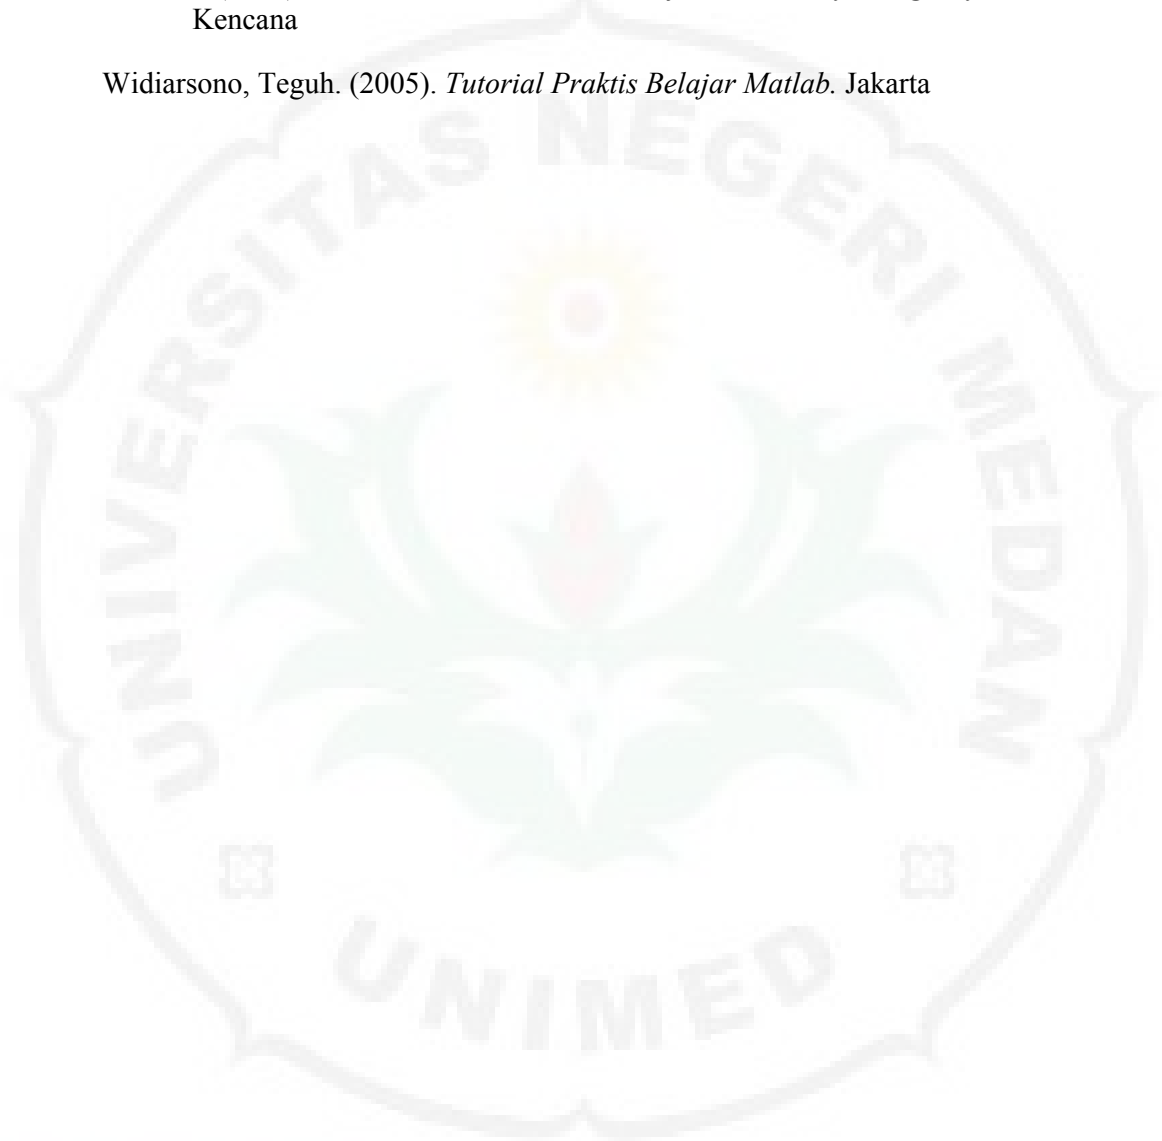 Kencana
Widiarsono, Teguh. (2005). Tutorial Praktis Belajar Matlab. Jakarta
UNIVERSITAS NEGERI MEDAN
UNIMED